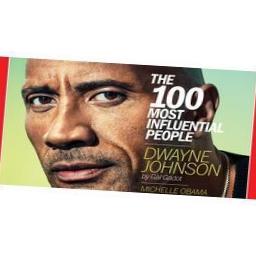 THE
100
MOST
INFLUENTIAL
PEOPLE
DWAYNE
JOHNSON
by Gal Gadot
MICHELLE OBAMA